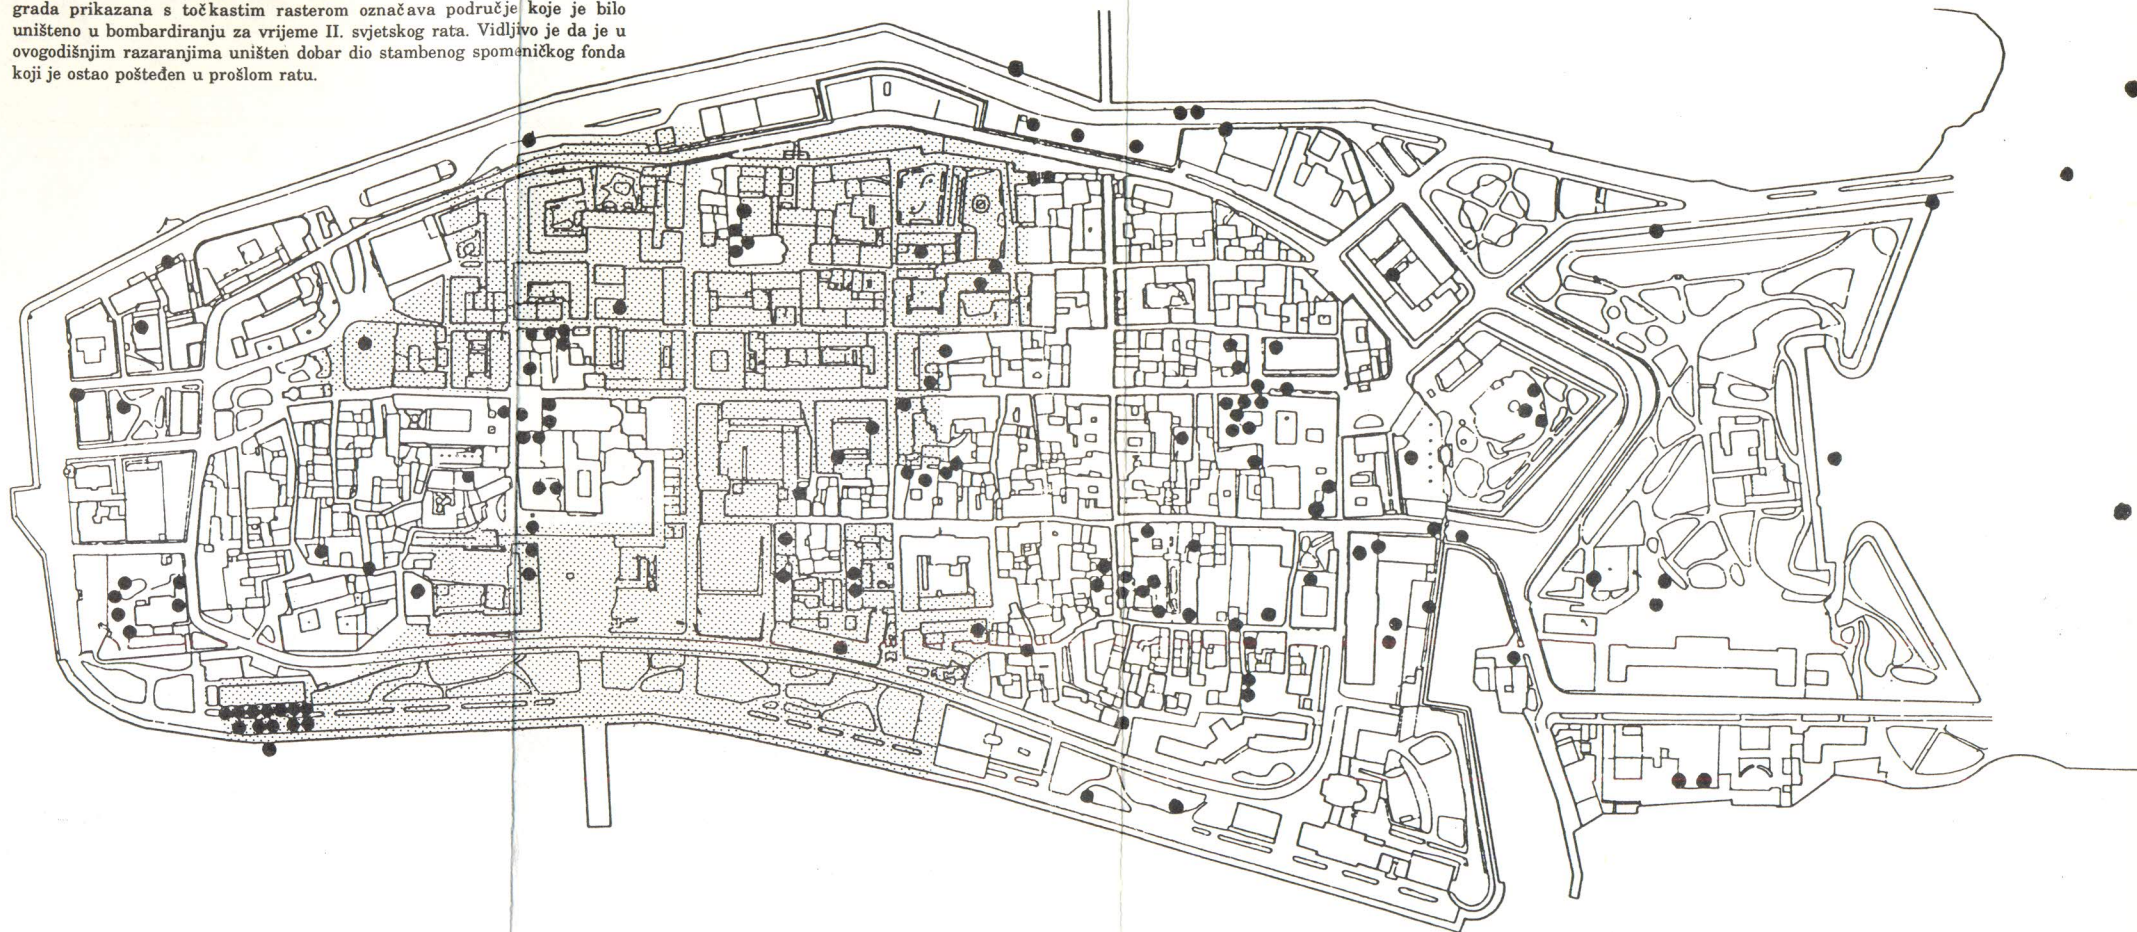 grada prikazana s točkastim rasterom označava područje koje je bilo
uništeno u bombardiranju za vrijeme II. svjetskog rata. Vidljivo je da je u
ovogodišnjim razaranjima uništen dobar dio stambenog spomeničkog fonda
koji je ostao pošteđen u prošlom ratu.